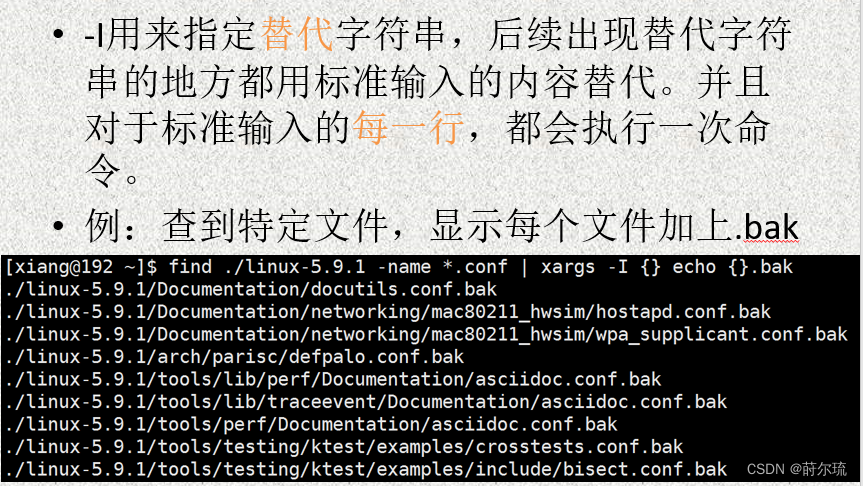 • -I用来指定替代字符串，后续出现替代字符
串的地方都用标准输入的内容替代。并且
对于标准输入的每一行，都会执行一次命
令。
• 例：查到特定文件，显示每个文件加上.bak
[xiang@192 ~]$ find ./linux-5.9.1 -name *.conf | xargs -I {} echo {}.bak
./linux-5.9.1/Documentation/docutils.conf.bak
./linux-5.9.1/Documentation/networking/mac80211_hwsim/hostapd.conf.bak
./linux-5.9.1/Documentation/networking/mac80211_hwsim/wpa_supplicant.conf.bak
./linux-5.9.1/arch/parisc/defpalo.conf.bak
./linux-5.9.1/tools/lib/perf/Documentation/asciidoc.conf.bak
./linux-5.9.1/tools/lib/traceevent/Documentation/asciidoc.conf.bak
./linux-5.9.1/tools/perf/Documentation/asciidoc.conf.bak
./linux-5.9.1/tools/testing/ktest/examples/crosstests.conf.bak
./linux-5.9.1/tools/testing/ktest/examples/include/bisect.conf.bak
CSDN @莳尔琉